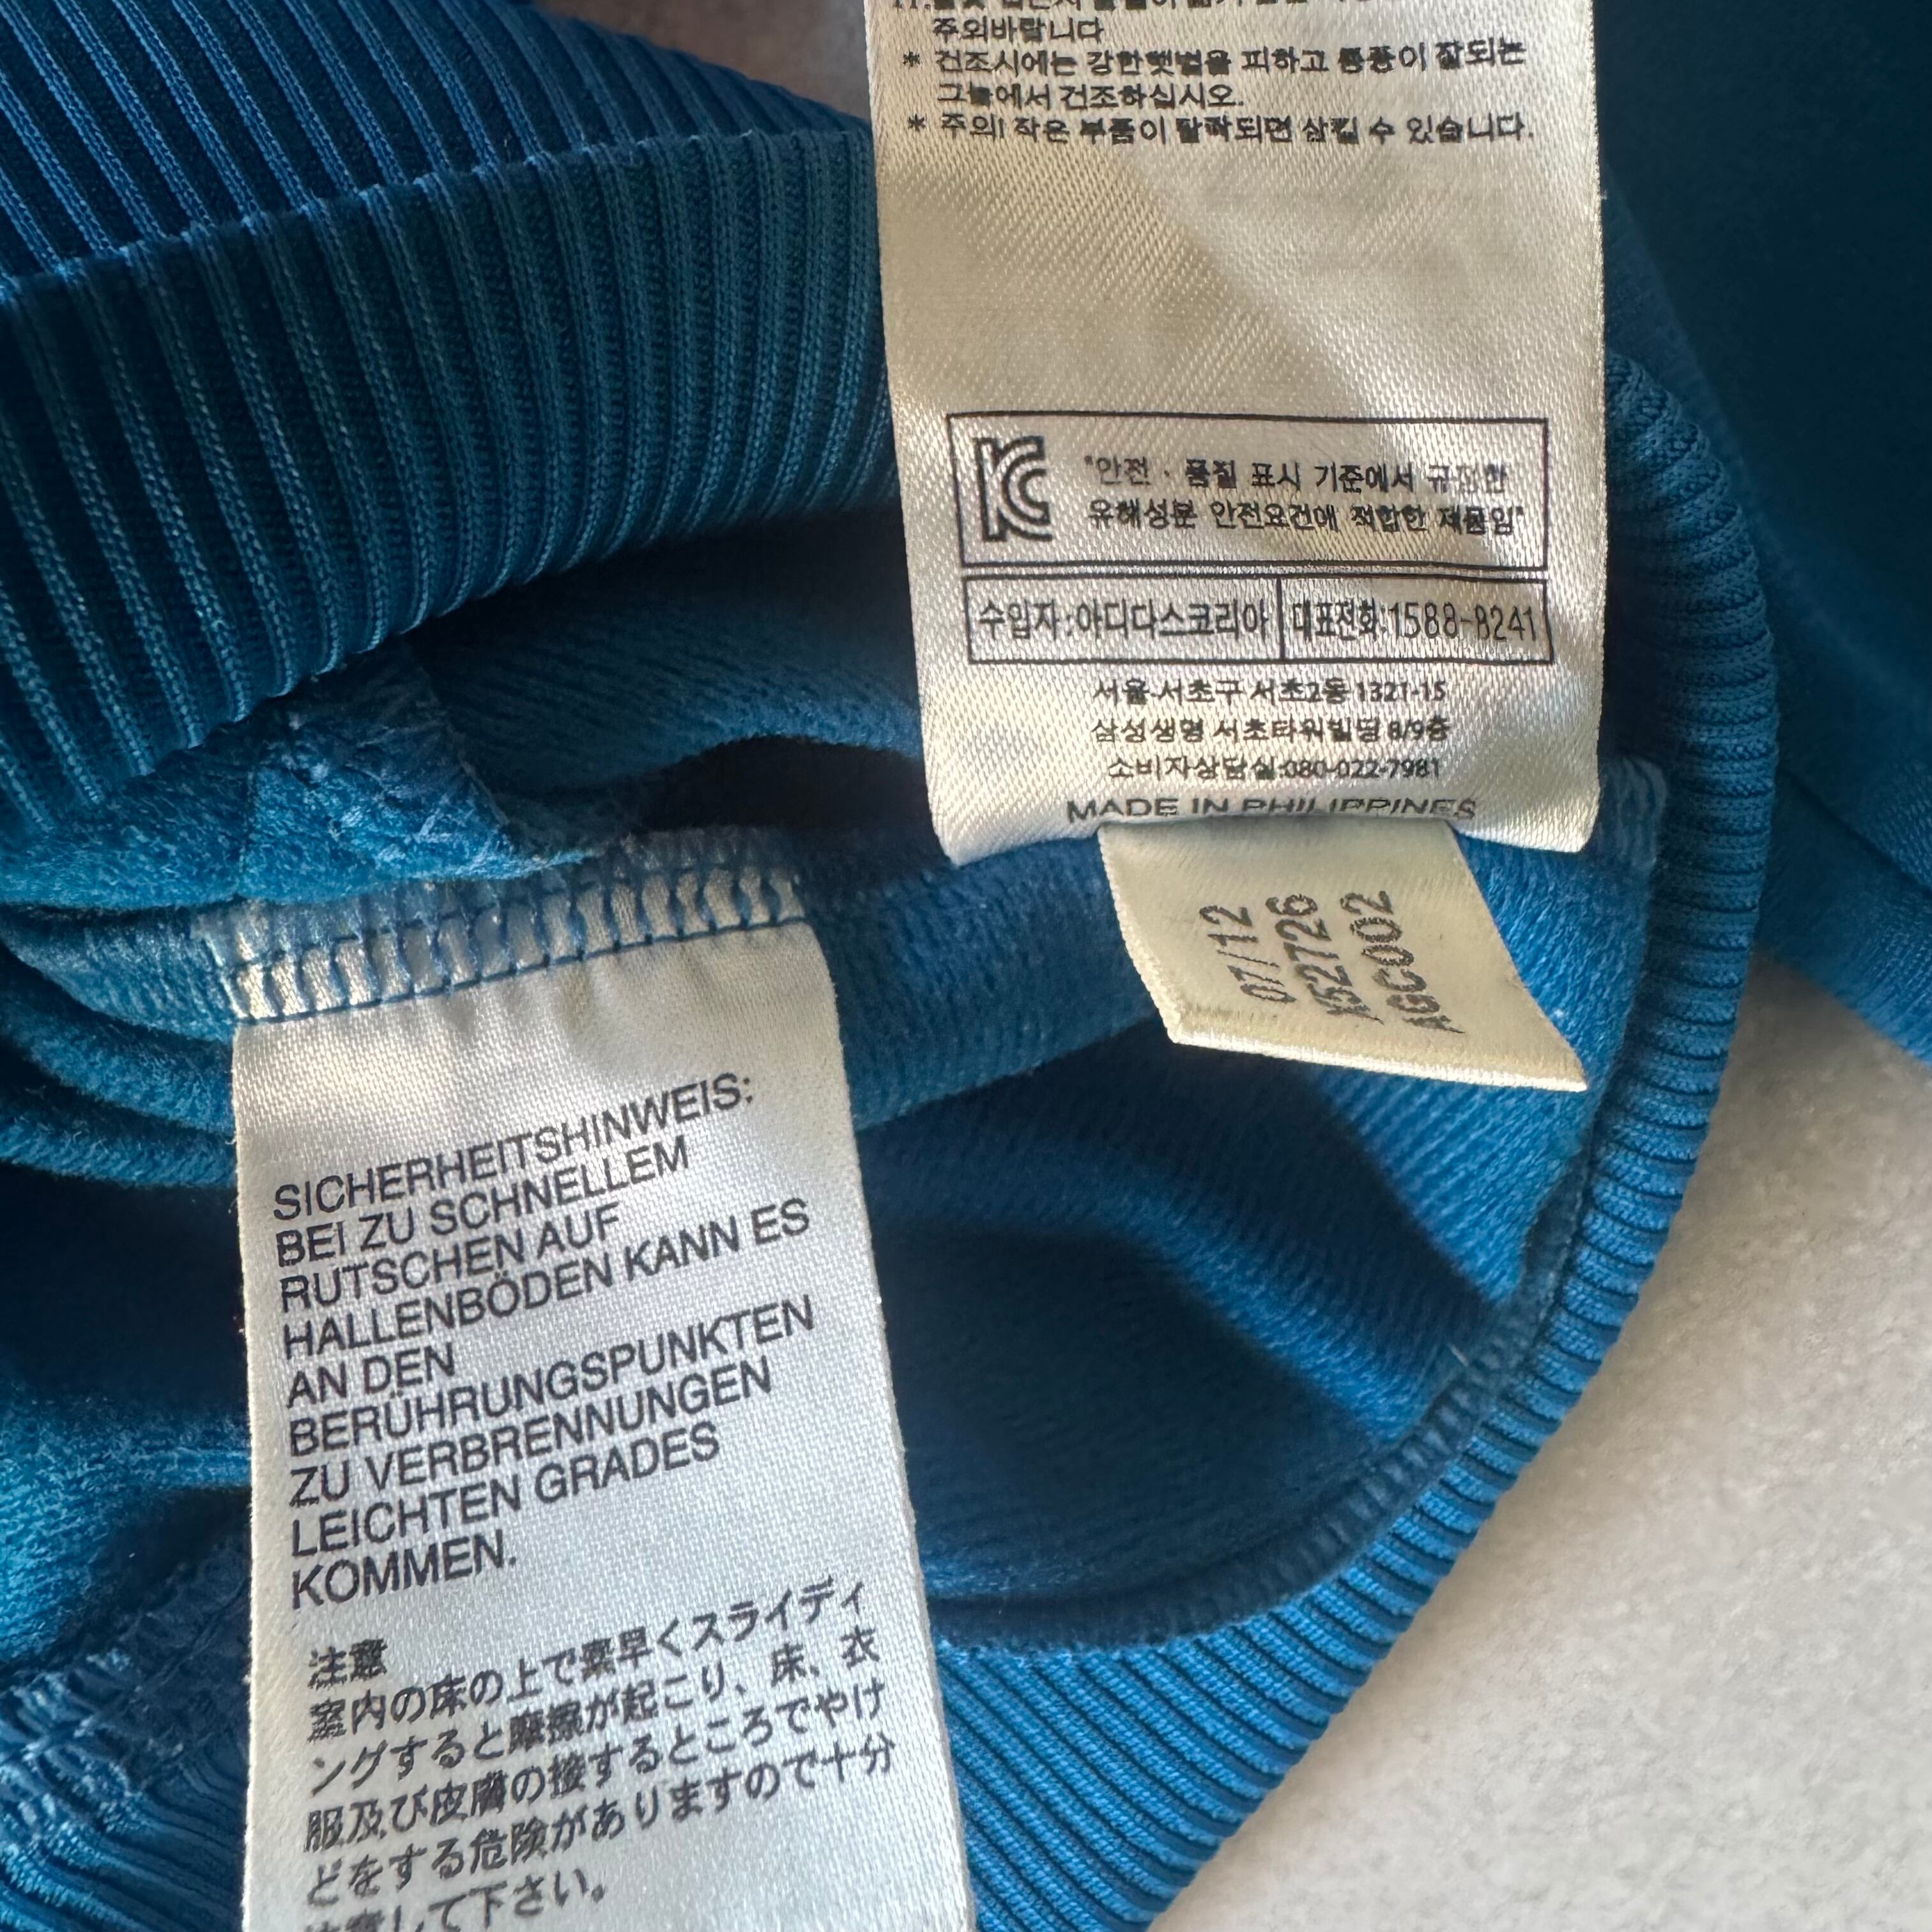 주의바랍니다
* 건조시에는 강한햇볕을 피하고 통풍이 잘되는
그늘에서 건조하십시오.
* 주의! 작은 부품이 탈락되면 삼킬 수 있습니다.
KC
"안전 · 품질 표시 기준에서 규정한
유해성분 안전요건에 적합한 제품임"
수입자:아디다스코리아 대표전화:1588-8241
서울 서초구 서초2동 1321-15
삼성생명 서초타워빌딩 8/9층
소비자상담실:080-022-7981
MADE IN PHILIPPINES
07/12
X52726
AGC002
SICHERHEITSHINWEIS:
BEI ZU SCHNELLEM
RUTSCHEN AUF
HALLENBÖDEN KANN ES
AN DEN
BERÜHRUNGSPUNKTEN
ZU VERBRENNUNGEN
LEICHTEN GRADES
KOMMEN.
注意
室内の床の上で素早くスライディ
ングすると摩擦が起こり、床、衣
服及び皮膚の接するところでやけ
どをする危険がありますので十分
注意して下さい。